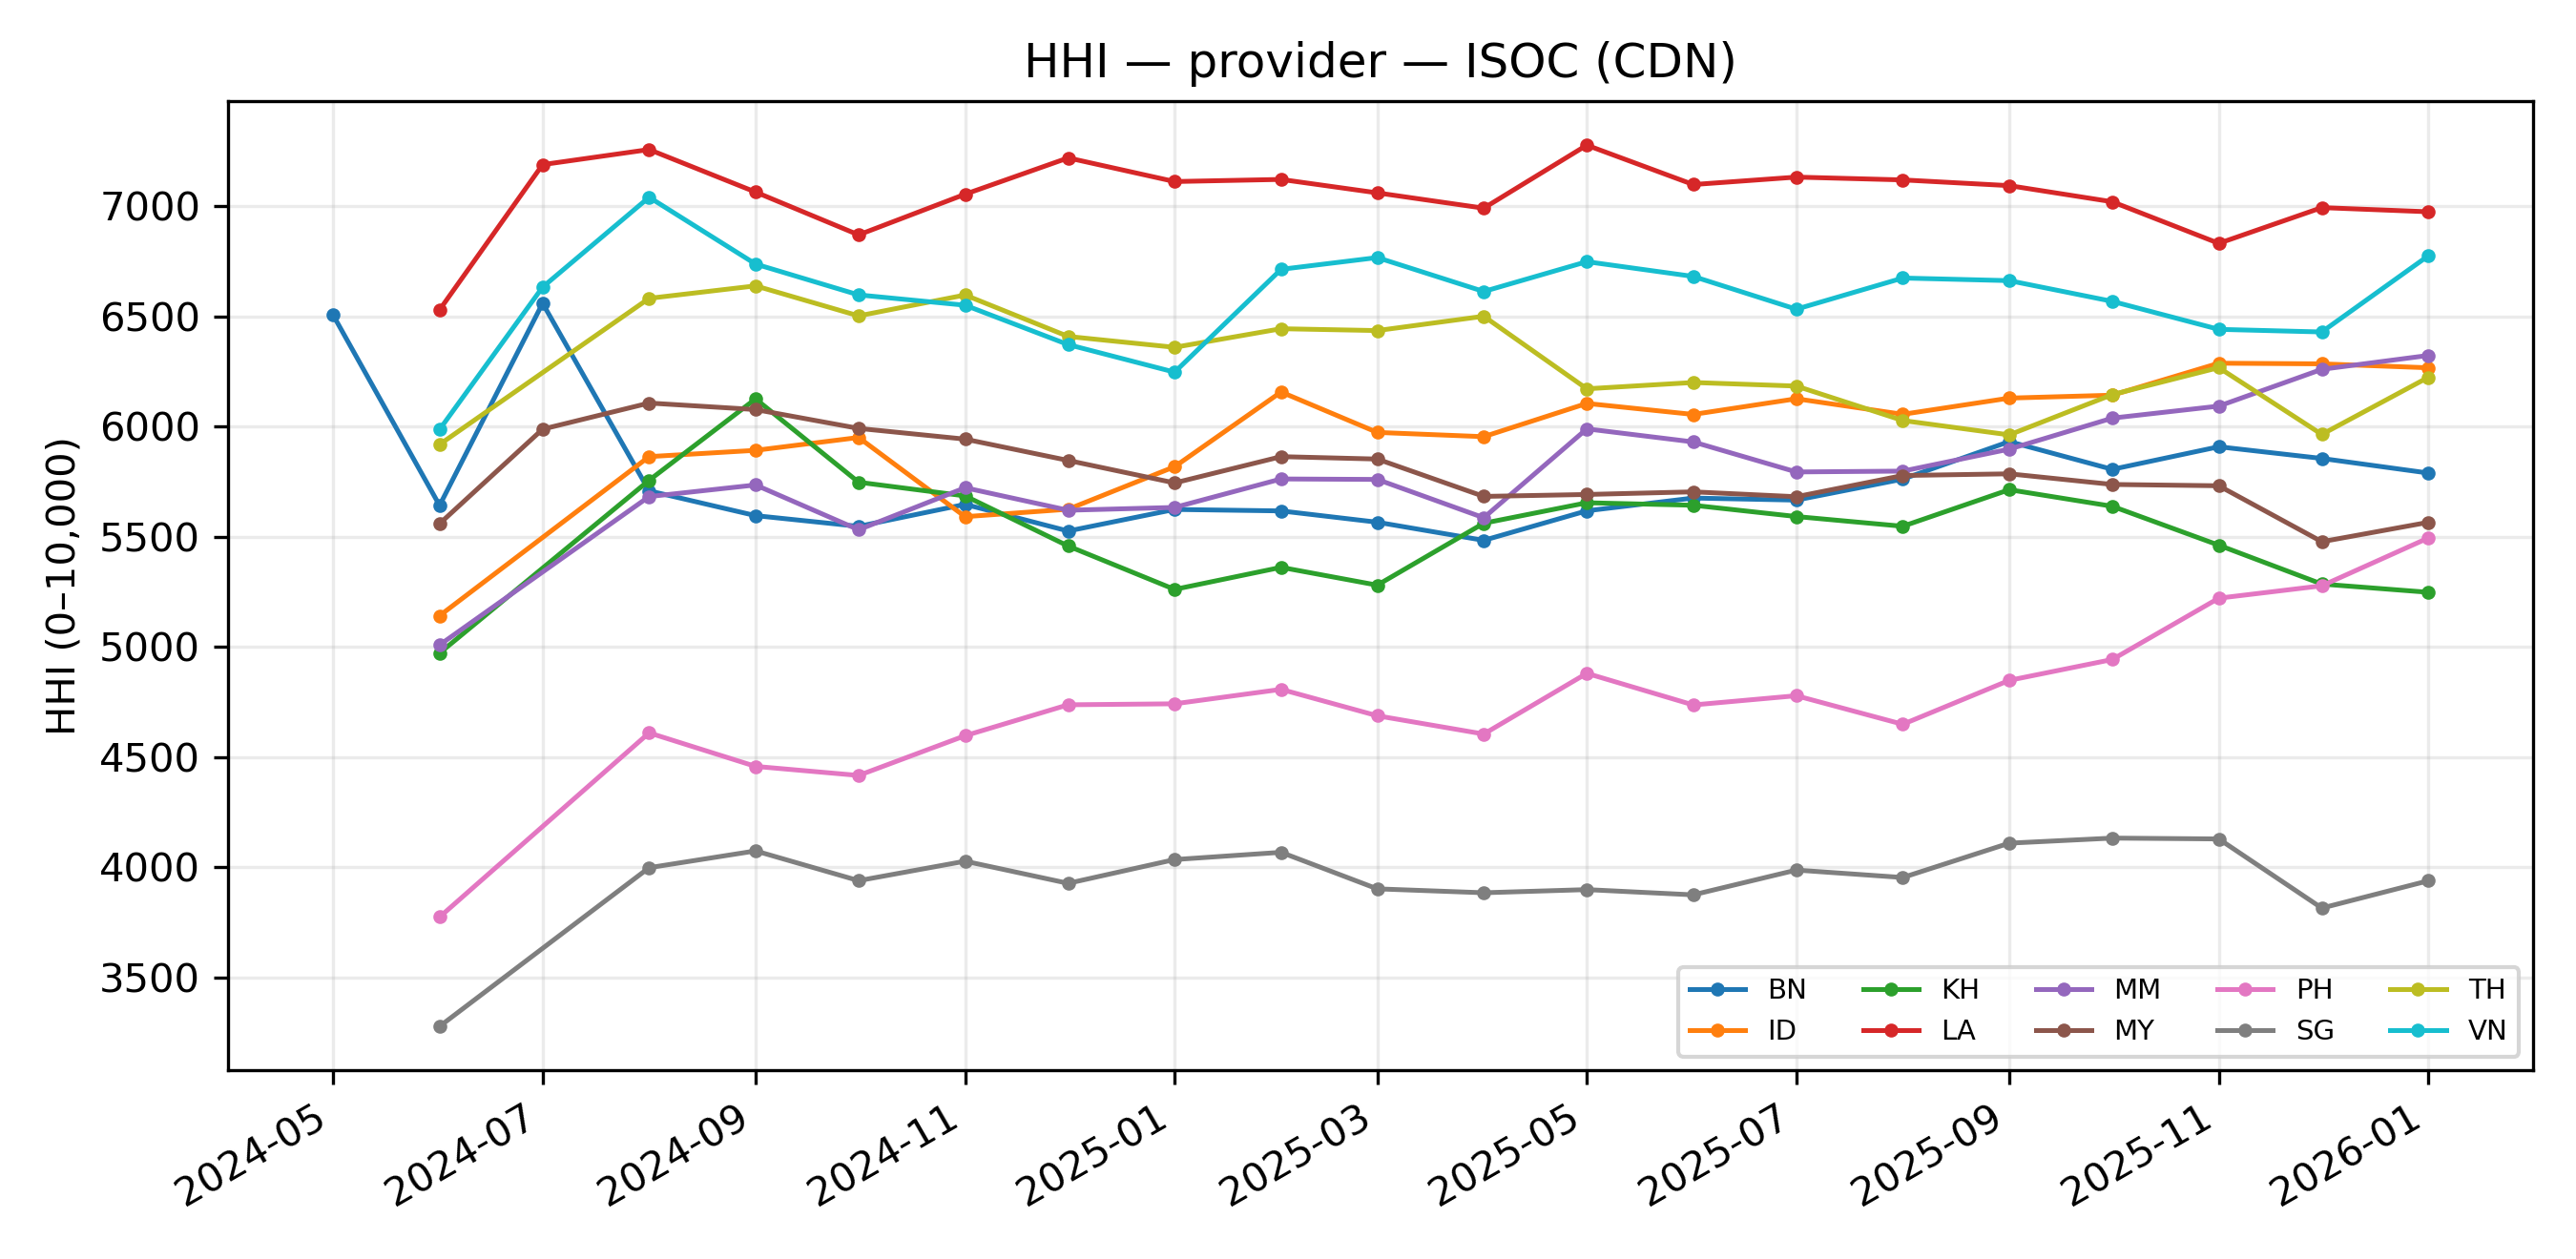 HHI — provider — ISOC (CDN)
HHI (0–10,000)
7000
6500
6000
5500
5000
4500
4000
3500
BN KH MM PH TH
ID LA MY SG VN
2024-05 2024-07 2024-09 2024-11 2025-01 2025-03 2025-05 2025-07 2025-09 2025-11 2026-01